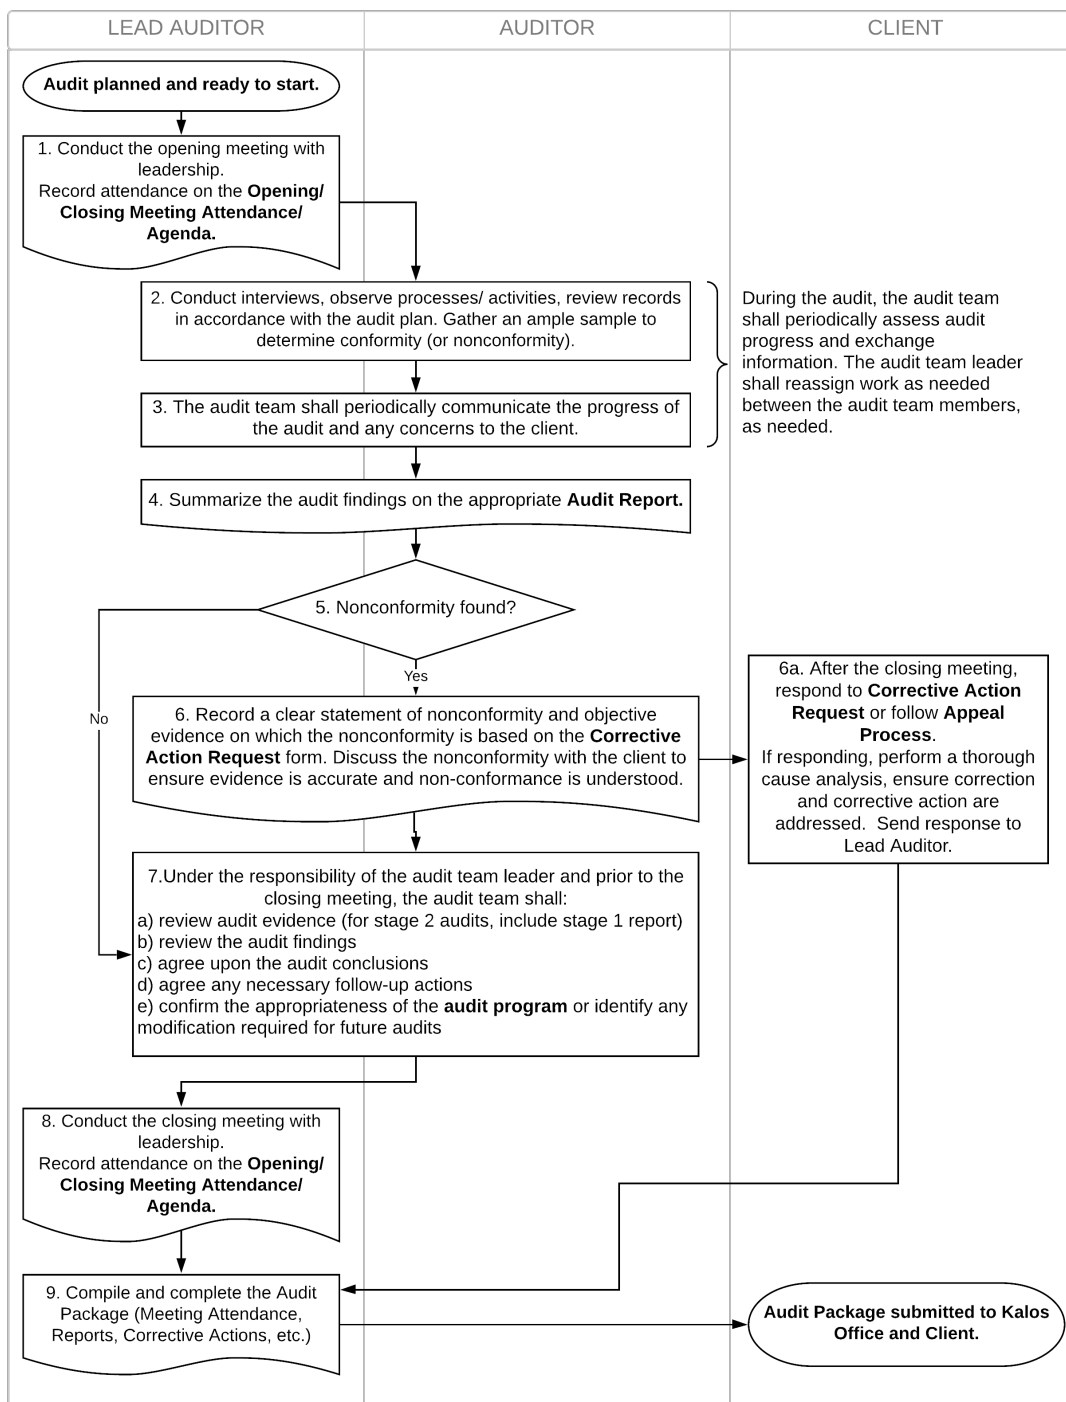 LEAD AUDITOR
AUDITOR
CLIENT
Audit planned and ready to start.
1. Conduct the opening meeting with
leadership.
Record attendance on the Opening/
Closing Meeting Attendance/
Agenda.
2. Conduct interviews, observe processes/ activities, review records
in accordance with the audit plan. Gather an ample sample to
determine conformity (or nonconformity).
During the audit, the audit team
shall periodically assess audit
progress and exchange
information. The audit team leader
shall reassign work as needed
between the audit team members,
as needed.
3. The audit team shall periodically communicate the progress of
the audit and any concerns to the client.
4. Summarize the audit findings on the appropriate Audit Report.
5. Nonconformity found?
Yes
No
6. Record a clear statement of nonconformity and objective
evidence on which the nonconformity is based on the Corrective
Action Request form. Discuss the nonconformity with the client to
ensure evidence is accurate and non-conformance is understood.
6a. After the closing meeting,
respond to Corrective Action
Request or follow Appeal
Process.
If responding, perform a thorough
cause analysis, ensure correction
and corrective action are
addressed.  Send response to
Lead Auditor.
7.Under the responsibility of the audit team leader and prior to the
closing meeting, the audit team shall:
a) review audit evidence (for stage 2 audits, include stage 1 report)
b) review the audit findings
c) agree upon the audit conclusions
d) agree any necessary follow-up actions
e) confirm the appropriateness of the audit program or identify any
modification required for future audits
8. Conduct the closing meeting with
leadership.
Record attendance on the Opening/
Closing Meeting Attendance/
Agenda.
9. Compile and complete the Audit
Package (Meeting Attendance,
Reports, Corrective Actions, etc.)
Audit Package submitted to Kalos
Office and Client.